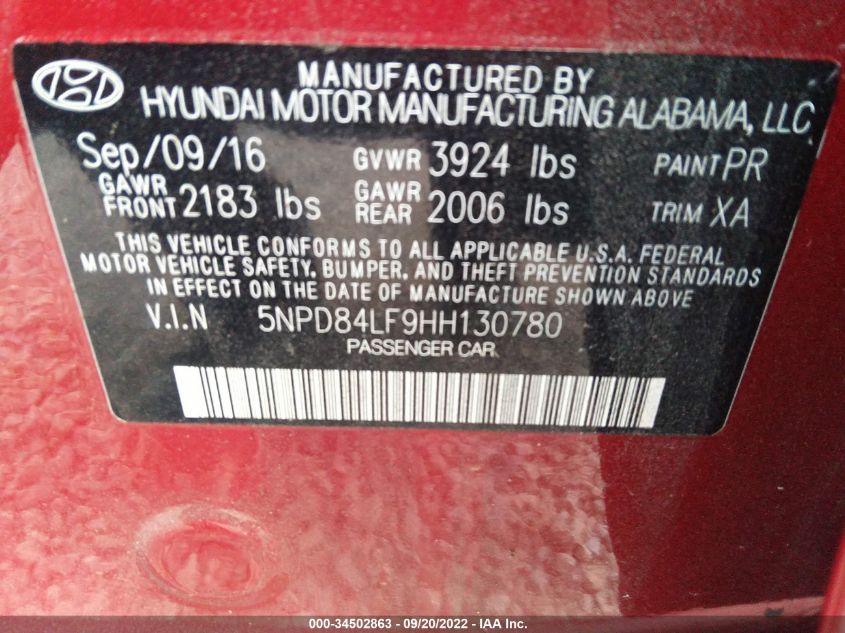 MANUFACTURED BY
HYUNDAI MOTOR MANUFACTURING ALABAMA, LLC
Sep/09/16 GVWR 3924 lbs PAINT PR
GAWR FRONT 2183 lbs GAWR REAR 2006 lbs TRIM XA
THIS VEHICLE CONFORMS TO ALL APPLICABLE U.S.A. FEDERAL
MOTOR VEHICLE SAFETY, BUMPER, AND THEFT PREVENTION STANDARDS
IN EFFECT ON THE DATE OF MANUFACTURE SHOWN ABOVE
V.I.N 5NPD84LF9HH130780
PASSENGER CAR
000-34502863 - 09/20/2022 - © IAA, Inc.